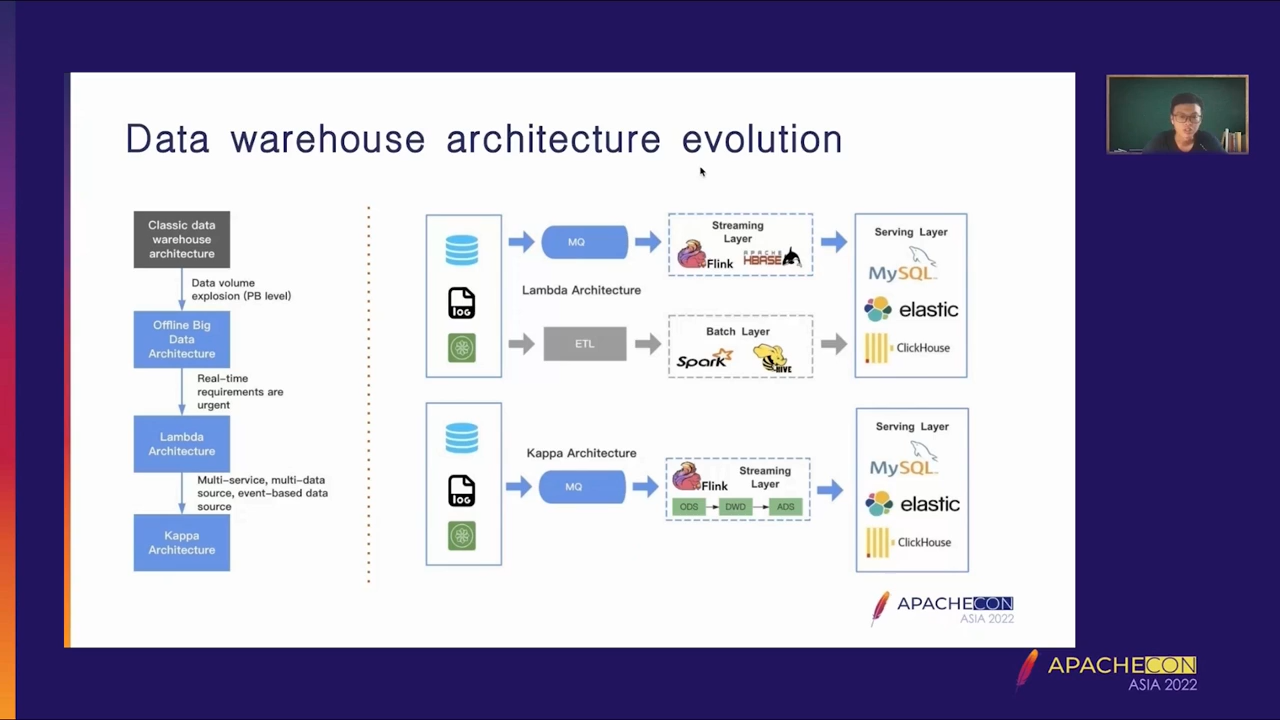 Data warehouse architecture evolution
Classic data
warehouse
architecture
Data volume
explosion (PB level)
Offline Big
Data
Architecture
Real-time
requirements are
urgent
Lambda
Architecture
Multi-service, multi-data
source, event-based data
source
Kappa
Architecture
LOG
MQ
Streaming
Layer
Flink
APACHE
HBASE
Lambda Architecture
ETL
Batch Layer
Spark
HIVE
Serving Layer
MySQL
elastic
ClickHouse
LOG
Kappa Architecture
MQ
Flink
Streaming
Layer
ODS
DWD
ADS
Serving Layer
MySQL
elastic
ClickHouse
APACHECON
ASIA 2022
APACHECON
ASIA 2022